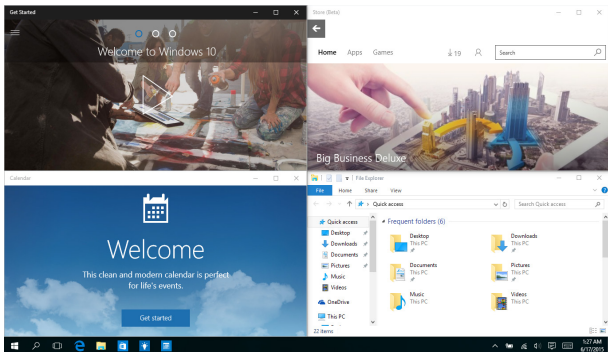 Get Started
Welcome to Windows 10
Store (Beta)
Home Apps Games 19 Search
Big Business Deluxe
Calendar
Welcome
This clean and modern calendar is perfect
for life's events.
Get started
File Explorer
File Home Share View
Quick access Search Quick access
Quick access
Desktop
Downloads
Documents
Pictures
Music
Videos
OneDrive
This PC
Frequent folders (6)
Desktop
This PC
Downloads
This PC
Documents
This PC
Pictures
This PC
Music
This PC
Videos
This PC
22 items
5:27 AM
6/17/2015